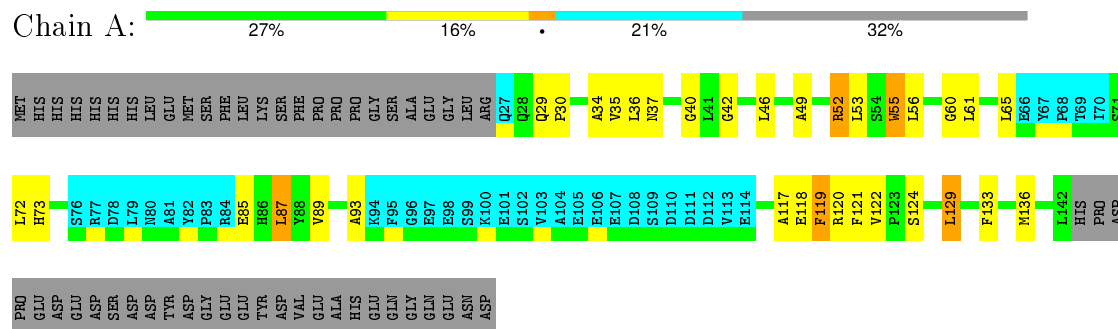 Chain A:
27% 16% • 21% 32%
MET HIS HIS HIS HIS HIS HIS LEU GLU MET SER PHE LEU LYS SER PHE PRO PRO PRO GLY SER ALA GLU GLY LEU ARG Q27 Q28 Q29 P30 A34 V35 L36 N37 G40 L41 G42 L46 A49 R52 L53 S54 W55 L56 G60 L61 L65 E66 Y67 P68 T69 I70 S71
L72 H73 S76 R77 D78 L79 N80 A81 Y82 P83 R84 E85 H86 L87 Y88 V89 A93 K94 F95 G96 E97 E98 S99 K100 E101 S102 V103 A104 E105 E106 E107 D108 S109 D110 D111 D112 V113 E114 A117 E118 F119 R120 F121 V122 P123 S124 L129 F133 M136 L142 HIS PRO ASP
PRO GLU ASP GLU ASP SER ASP ASP TYR ASP GLY GLU GLU TYR ASP VAL GLU ALA HIS GLU GLN GLY GLN GLU ASN ASP